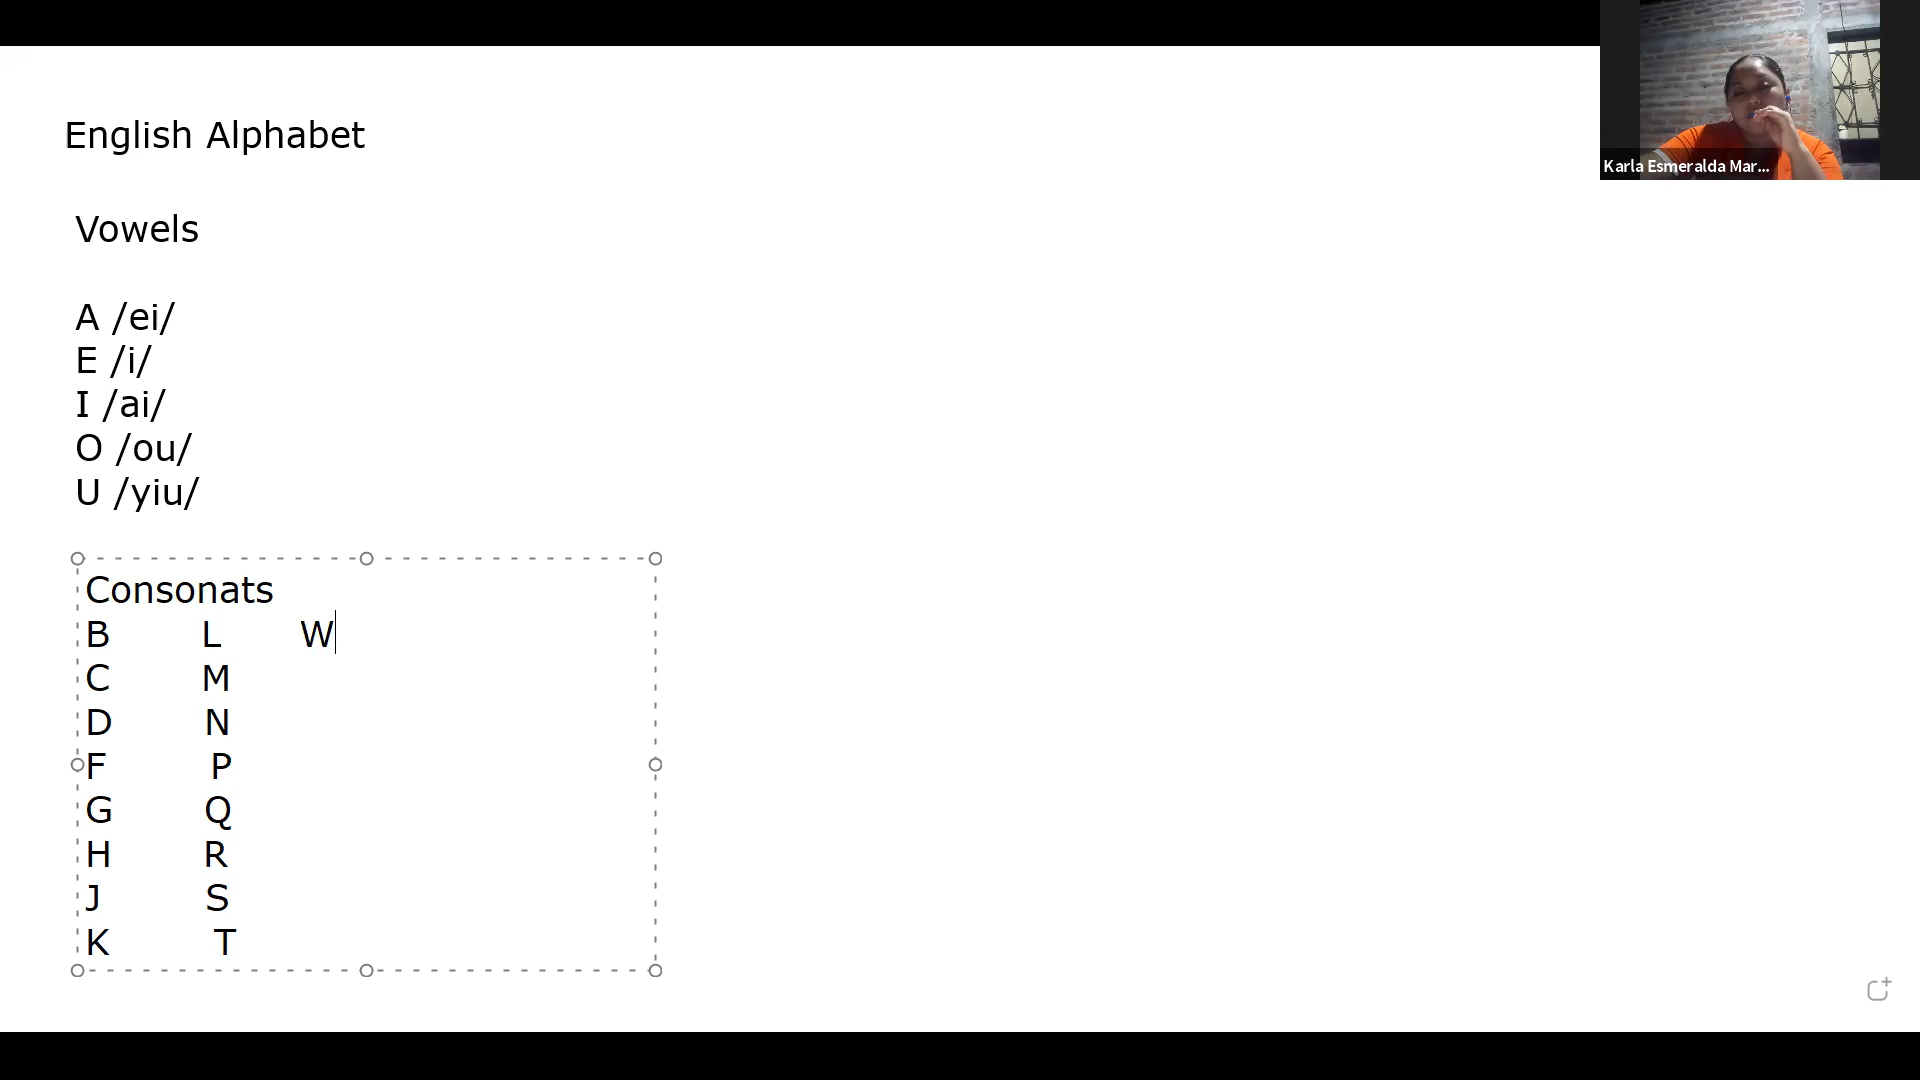 English Alphabet
Vowels
A /ei/
E /i/
I /ai/
O /ou/
U /yiu/
Consonats
B L W
C M
D N
F P
G Q
H R
J S
K T
Karla Esmeralda Mar...